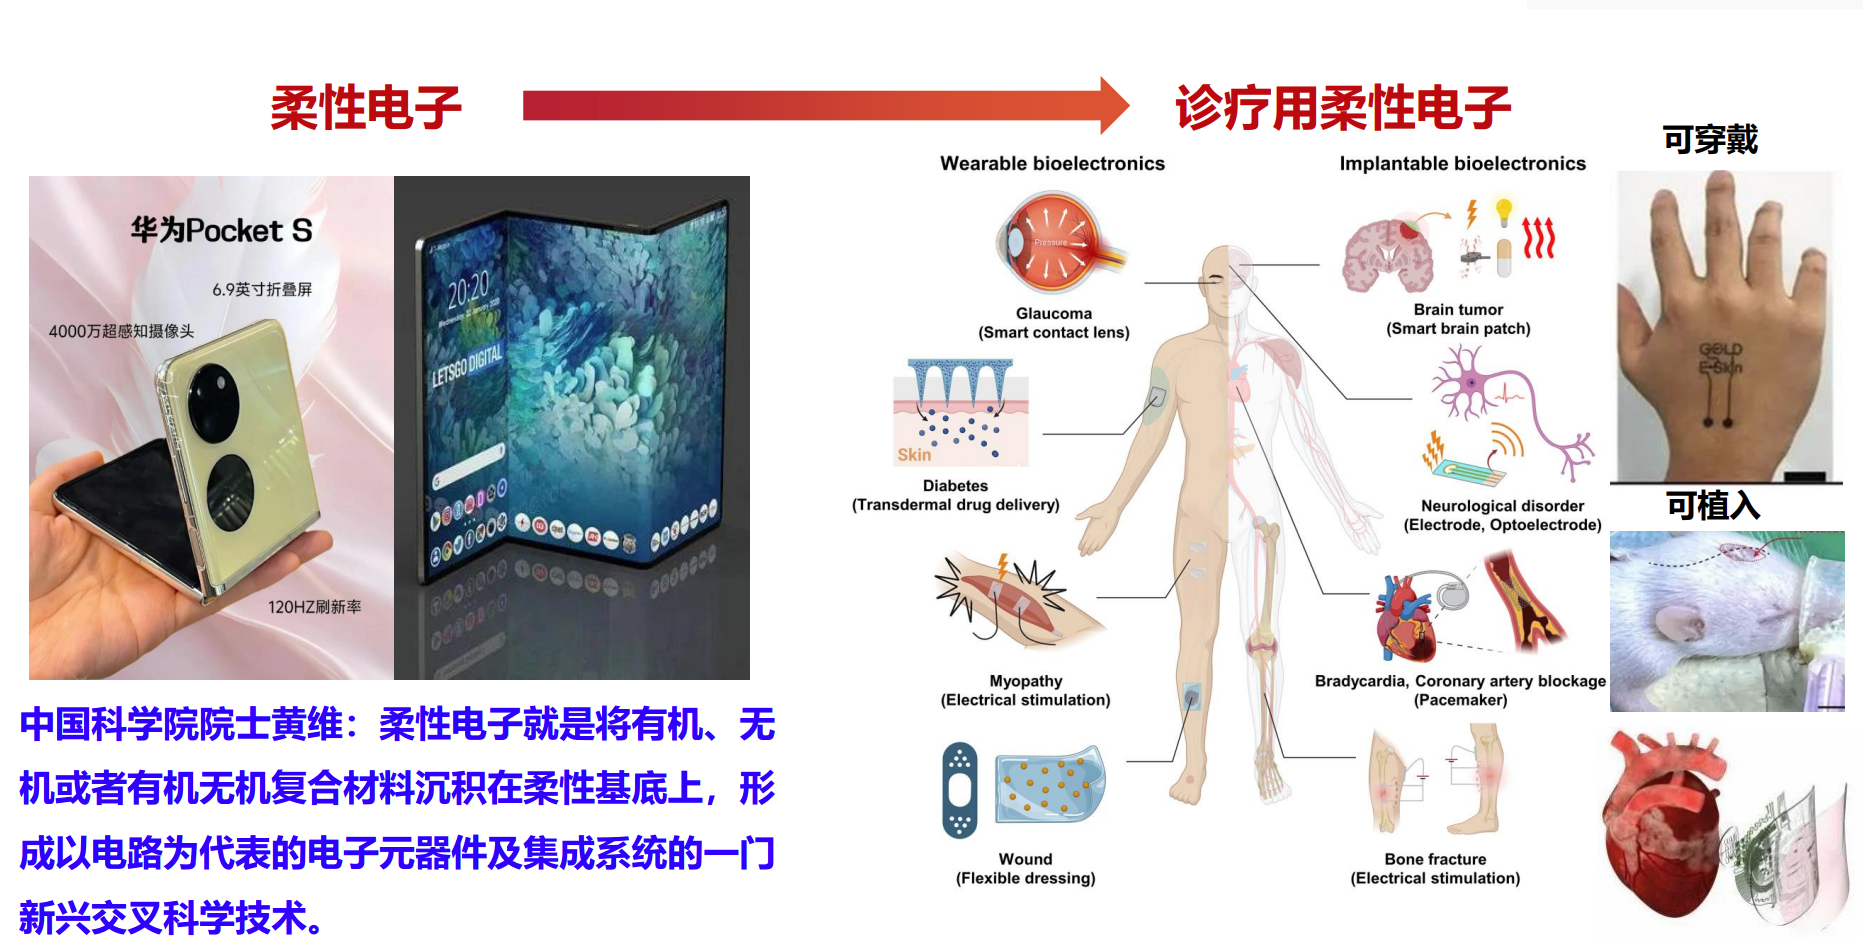 柔性电子
诊疗用柔性电子
华为Pocket S
6.9英寸折叠屏
4000万超感知摄像头
120HZ刷新率
20:20
LETSGO DIGITAL
中国科学院院士黄维：柔性电子就是将有机、无
机或者有机无机复合材料沉积在柔性基底上，形
成以电路为代表的电子元器件及集成系统的一门
新兴交叉科学技术。
Wearable bioelectronics
Pressure
Glaucoma
(Smart contact lens)
Skin
Diabetes
(Transdermal drug delivery)
Myopathy
(Electrical stimulation)
Wound
(Flexible dressing)
Implantable bioelectronics
Brain tumor
(Smart brain patch)
Neurological disorder
(Electrode, Optoelectrode)
Bradycardia, Coronary artery blockage
(Pacemaker)
Bone fracture
(Electrical stimulation)
可穿戴
GOLD
E-Skin
可植入